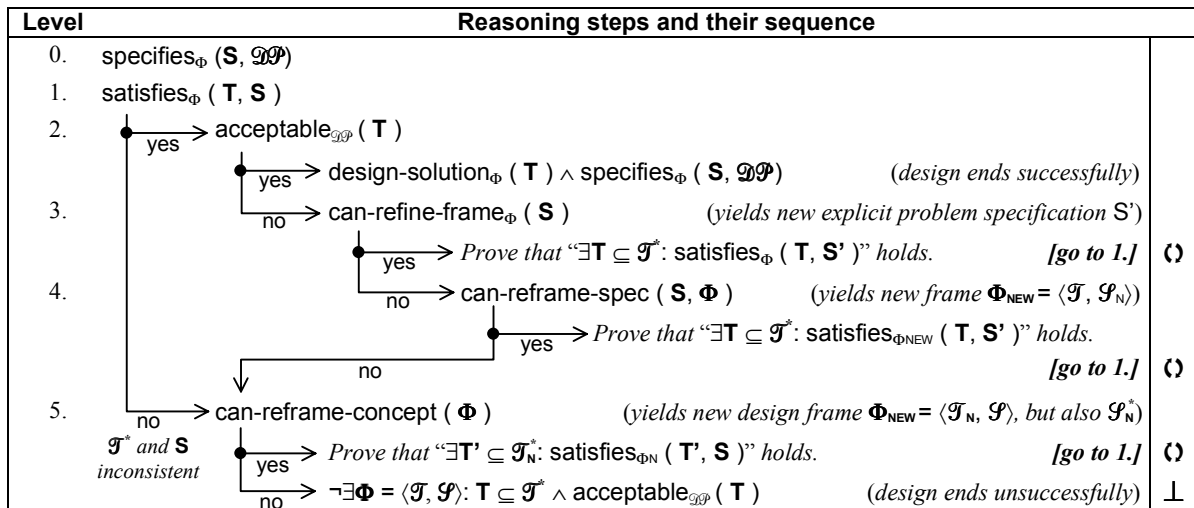 Level Reasoning steps and their sequence
0. specifies_Φ (S, 𝒟𝒫)
1. satisfies_Φ ( T, S )
2. yes acceptable_𝒟𝒫 ( T )
yes design-solution_Φ ( T ) ∧ specifies_Φ ( S, 𝒟𝒫) (design ends successfully)
3. no can-refine-frame_Φ ( S ) (yields new explicit problem specification S')
yes Prove that “∃T ⊆ 𝒯*: satisfies_Φ ( T, S' )” holds. [go to 1.]
4. no can-reframe-spec ( S, Φ ) (yields new frame Φ_NEW = ⟨𝒯, 𝒮_N⟩)
yes Prove that “∃T ⊆ 𝒯*: satisfies_ΦNEW ( T, S' )” holds.
no [go to 1.]
5. no can-reframe-concept ( Φ ) (yields new design frame Φ_NEW = ⟨𝒯_N, 𝒮⟩, but also 𝒮_N*)
𝒯* and S inconsistent
yes Prove that “∃T' ⊆ 𝒯_N*: satisfies_ΦN ( T', S )” holds. [go to 1.]
no ¬∃Φ = ⟨𝒯, 𝒮⟩: T ⊆ 𝒯* ∧ acceptable_𝒟𝒫 ( T ) (design ends unsuccessfully) ⊥